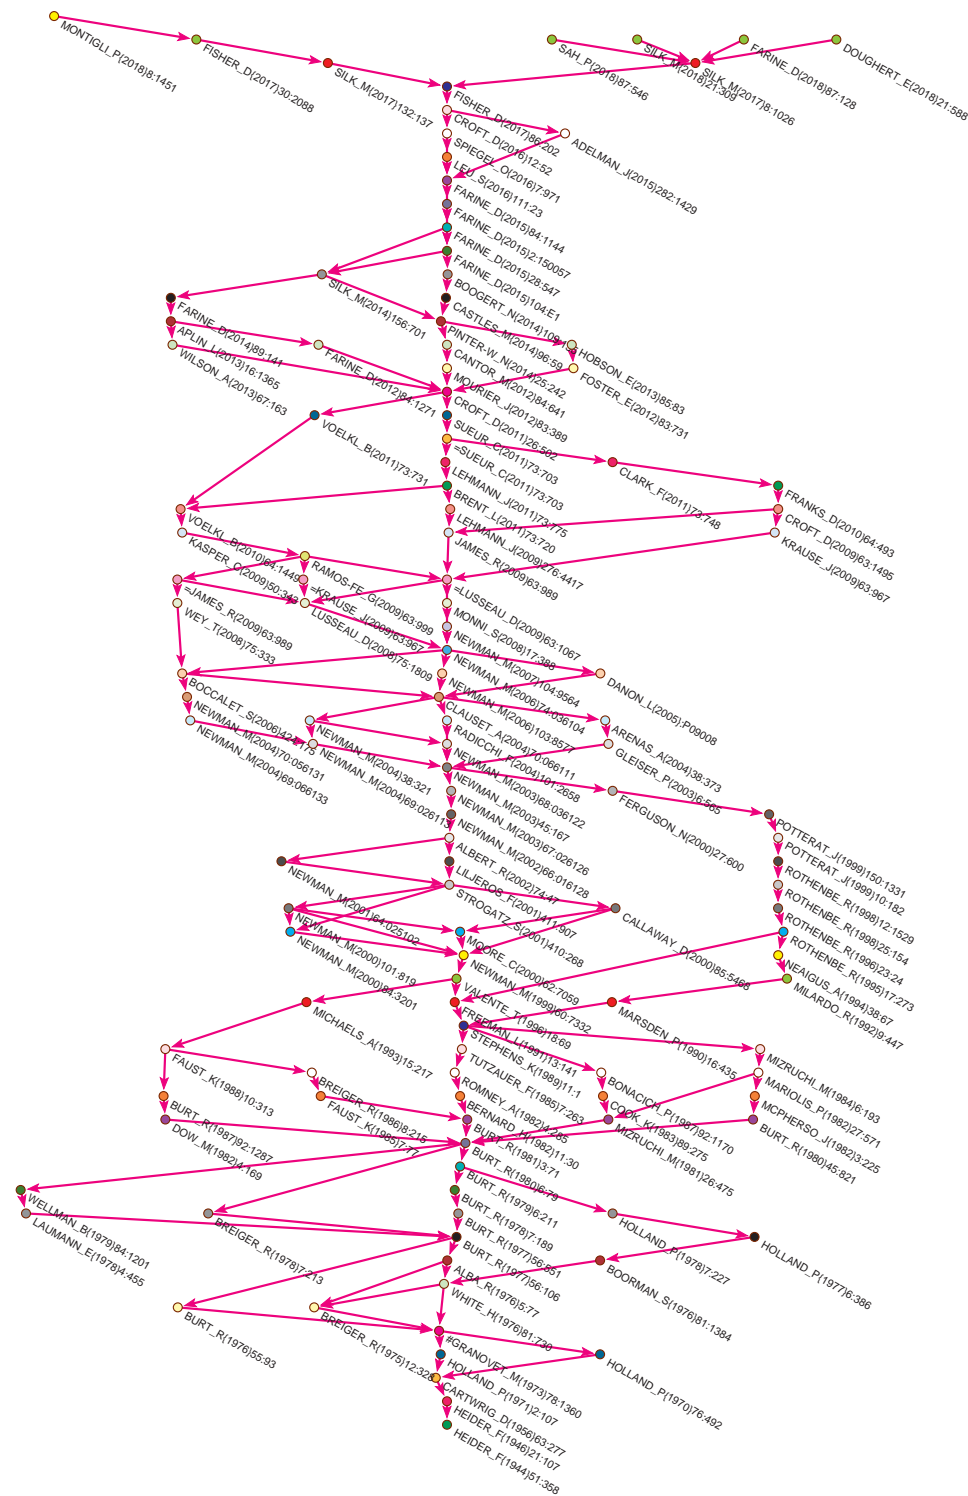 MONTIGLI_P(2018)8:1451
FISHER_D(2017)30:2088
SAH_P(2018)87:546
SILK_M(2018)21:309
FARINE_D(2018)87:128
DOUGHERT_E(2018)21:588
SILK_M(2017)132:137
SILK_M(2017)8:1026
FISHER_D(2017)86:202
CROFT_D(2016)12:52
SPIEGEL_O(2016)7:971
ADELMAN_J(2015)282:1429
LEU_S(2016)111:23
FARINE_D(2015)84:1144
FARINE_D(2015)2:150057
FARINE_D(2015)28:547
FARINE_D(2015)104:E1
SILK_M(2014)156:701
BOOGERT_N(2014)109:
FARINE_D(2014)89:141
CASTLES_M(2014)96:59
APLIN_L(2013)16:1365
PINTER-W_N(2014)25:242
WILSON_A(2013)67:163
FARINE_D(2012)84:1271
CANTOR_M(2012)84:641
HOBSON_E(2013)85:83
MOURIER_J(2012)83:389
FOSTER_E(2012)83:731
CROFT_D(2011)26:502
VOELKL_B(2011)73:731
SUEUR_C(2011)73:703
=SUEUR_C(2011)73:703
LEHMANN_J(2011)73:775
CLARK_F(2011)73:748
BRENT_L(2011)73:720
FRANKS_D(2010)64:493
VOELKL_B(2010)64:1449
LEHMANN_J(2009)276:4417
CROFT_D(2009)63:1495
KASPER_C(2009)50:343
JAMES_R(2009)63:989
KRAUSE_J(2009)63:967
RAMOS-FE_G(2009)63:999
=JAMES_R(2009)63:989
=KRAUSE_J(2009)63:967
=LUSSEAU_D(2009)63:1067
WEY_T(2008)75:333
LUSSEAU_D(2008)75:1809
MONNI_S(2008)17:388
NEWMAN_M(2007)104:9564
NEWMAN_M(2006)74:036104
BOCCALET_S(2006)424:175
NEWMAN_M(2006)103:8577
DANON_L(2005):P09008
NEWMAN_M(2004)70:056131
CLAUSET_A(2004)70:066111
NEWMAN_M(2004)69:066133
NEWMAN_M(2004)38:321
RADICCHI_F(2004)101:2658
ARENAS_A(2004)38:373
NEWMAN_M(2004)69:026113
NEWMAN_M(2003)68:036122
GLEISER_P(2003)6:565
NEWMAN_M(2003)45:167
NEWMAN_M(2003)67:026126
FERGUSON_N(2000)27:600
NEWMAN_M(2002)66:016128
POTTERAT_J(1999)150:1331
ALBERT_R(2002)74:47
POTTERAT_J(1999)10:182
NEWMAN_M(2001)64:025102
LILJEROS_F(2001)411:907
ROTHENBE_R(1998)12:1529
STROGATZ_S(2001)410:268
ROTHENBE_R(1998)25:154
NEWMAN_M(2000)101:819
CALLAWAY_D(2000)85:5468
ROTHENBE_R(1996)23:24
NEWMAN_M(2000)84:3201
MOORE_C(2000)62:7059
ROTHENBE_R(1995)17:273
NEWMAN_M(1999)60:7332
NEAIGUS_A(1994)38:67
VALENTE_T(1996)18:69
MILARDO_R(1992)9:447
MICHAELS_A(1993)15:217
FREEMAN_L(1991)13:141
MARSDEN_P(1990)16:435
STEPHENS_K(1989)11:1
FAUST_K(1988)10:313
TUTZAUER_F(1985)7:263
MIZRUCHI_M(1984)6:193
BREIGER_R(1986)8:215
ROMNEY_A(1982)4:285
BONACICH_P(1987)92:1170
MARIOLIS_P(1982)27:571
BURT_R(1987)92:1287
FAUST_K(1985)7:77
BERNARD_H(1982)11:30
COOK_K(1983)89:275
MCPHERSO_J(1982)3:225
DOW_M(1982)4:169
BURT_R(1981)3:71
MIZRUCHI_M(1981)26:475
BURT_R(1980)45:821
BURT_R(1980)6:79
BURT_R(1979)6:211
WELLMAN_B(1979)84:1201
BURT_R(1978)7:189
LAUMANN_E(1978)4:455
BREIGER_R(1978)7:213
BURT_R(1977)56:551
HOLLAND_P(1978)7:227
BURT_R(1977)56:106
HOLLAND_P(1977)6:386
ALBA_R(1976)5:77
BOORMAN_S(1976)81:1384
WHITE_H(1976)81:730
BURT_R(1976)55:93
BREIGER_R(1975)12:328
#GRANOVET_M(1973)78:1360
HOLLAND_P(1971)2:107
HOLLAND_P(1970)76:492
CARTWRIG_D(1956)63:277
HEIDER_F(1946)21:107
HEIDER_F(1944)51:358